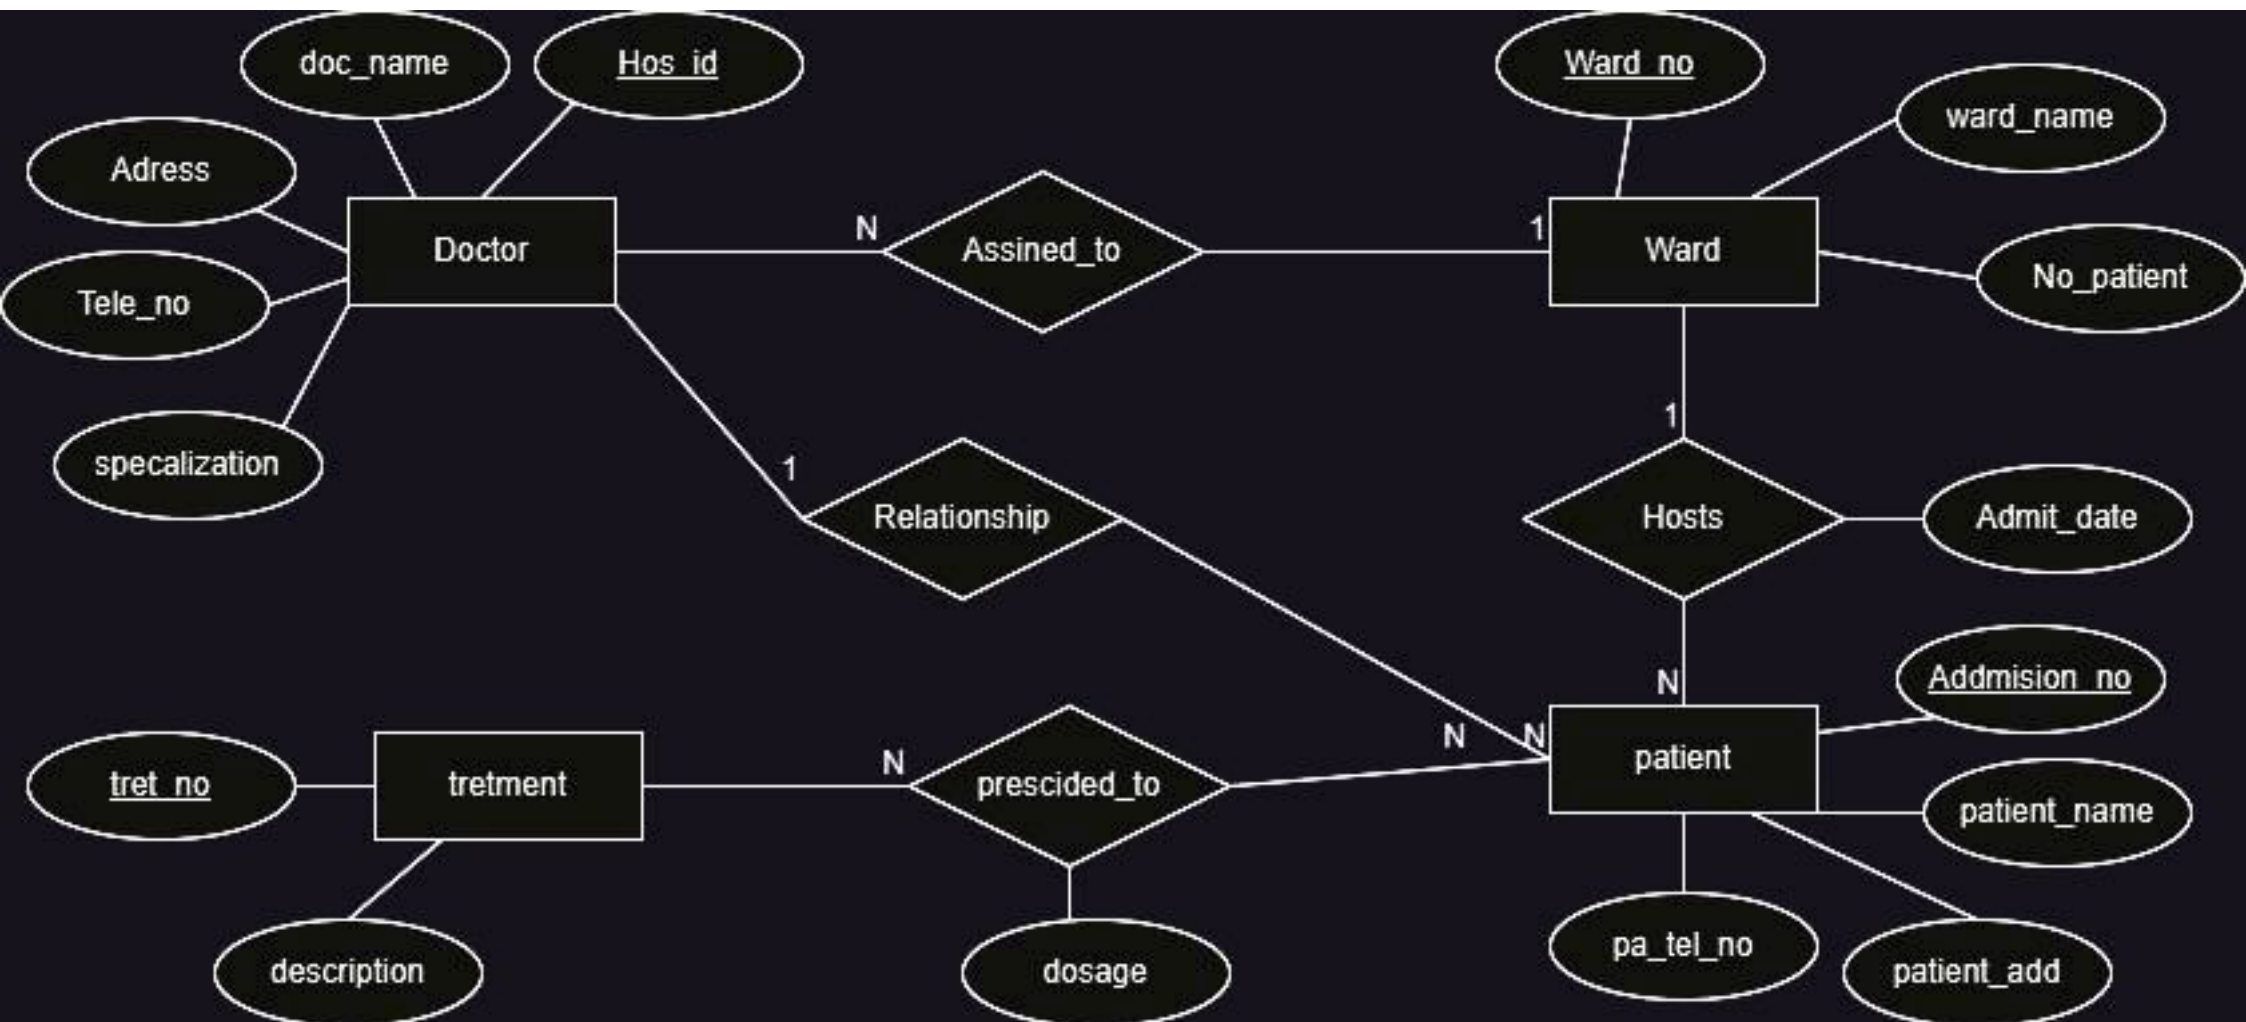 doc_name
Hos_id
Ward_no
ward_name
Adress
Doctor
N
Assined_to
1
Ward
No_patient
Tele_no
specalization
1
Relationship
1
Hosts
Admit_date
N
Addmision_no
N
N
patient
tret_no
tretment
N
prescided_to
patient_name
description
dosage
pa_tel_no
patient_add